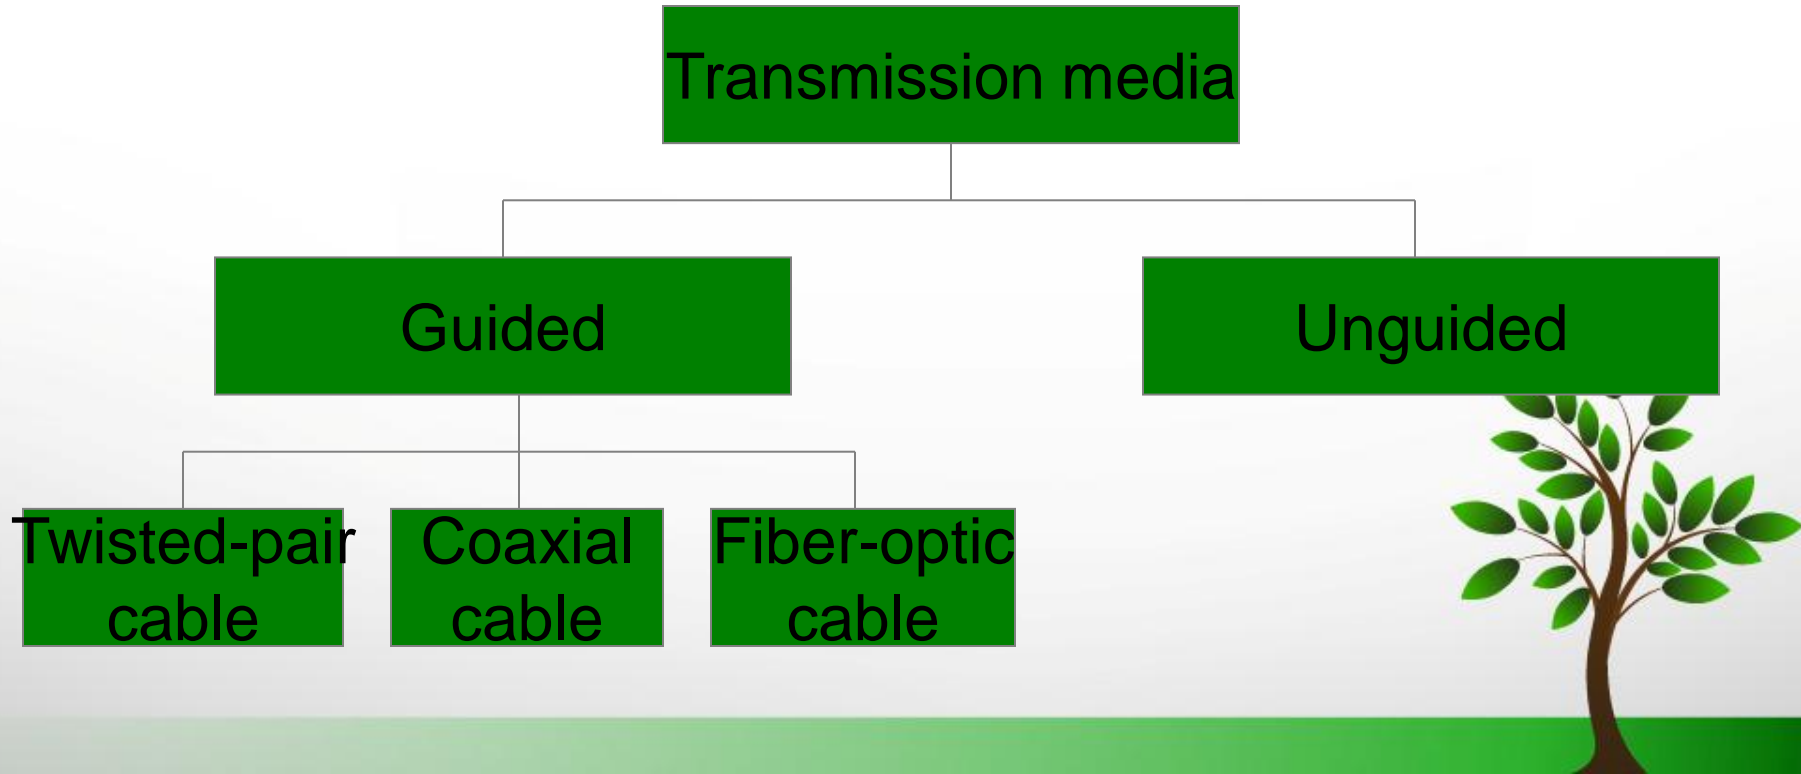 Transmission media
Guided
Unguided
Twisted-pair
cable
Coaxial
cable
Fiber-optic
cable